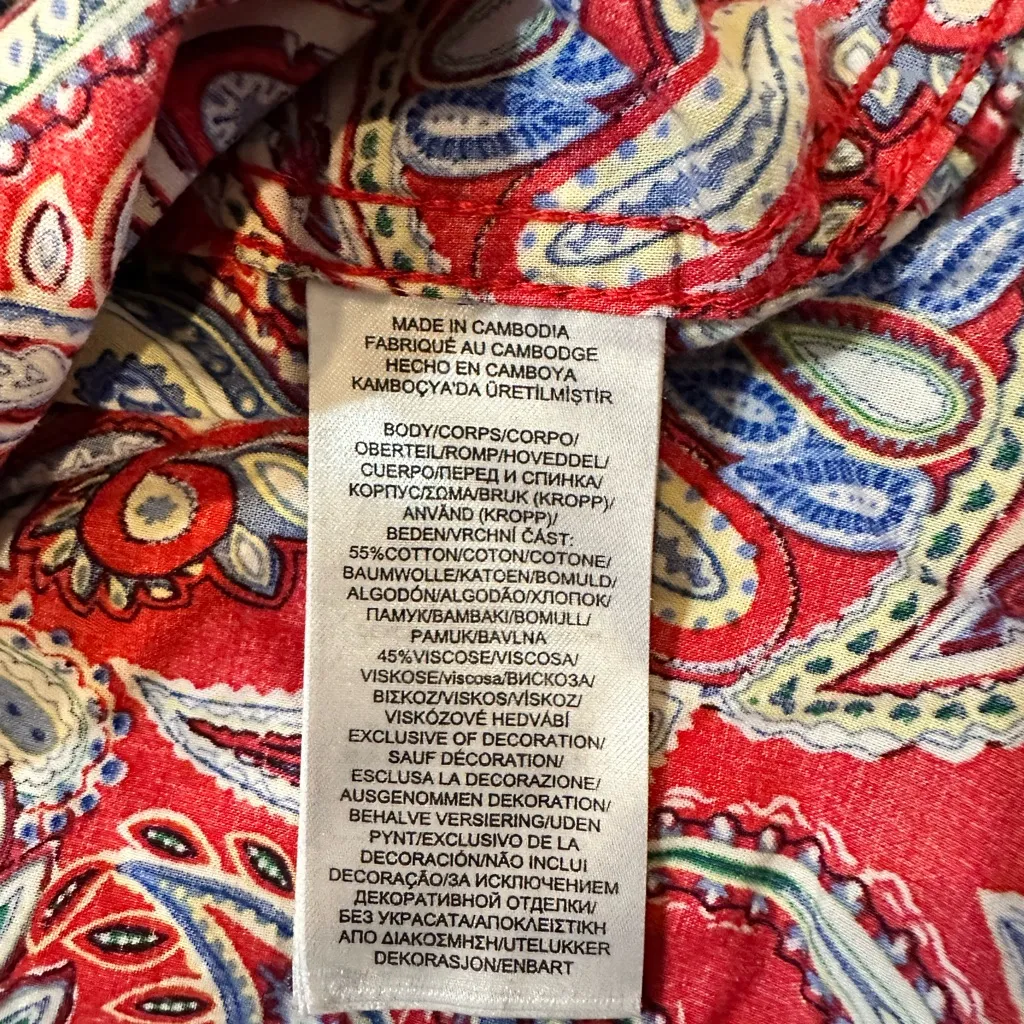 MADE IN CAMBODIA
FABRIQUÉ AU CAMBODGE
HECHO EN CAMBOYA
KAMBOÇYA'DA ÜRETİLMİŞTİR
BODY/CORPS/CORPO/
OBERTEIL/ROMP/HOVEDDEL/
CUERPO/ПЕРЕД И СПИНКА/
КОРПУС/ΣΩΜΑ/BRUK (KROPP)/
ANVÄND (KROPP)/
BEDEN/VRCHNÍ ČÁST:
55%COTTON/COTON/COTONE/
BAUMWOLLE/KATOEN/BOMULD/
ALGODÓN/ALGODÃO/ХЛОПОК/
ПАМУК/BAMBAKI/BOMULL/
PAMUK/BAVLNA
45%VISCOSE/VISCOSA/
VISKOSE/viscosa/ВИСКОЗА/
ΒΙΣΚΟΖ/VISKOS/VİSKOZ/
VISKÓZOVÉ HEDVÁBÍ
EXCLUSIVE OF DECORATION/
SAUF DÉCORATION/
ESCLUSA LA DECORAZIONE/
AUSGENOMMEN DEKORATION/
BEHALVE VERSIERING/UDEN
PYNT/EXCLUSIVO DE LA
DECORACIÓN/NÃO INCLUI
DECORAÇÃO/ЗА ИСКЛЮЧЕНИЕМ
ДЕКОРАТИВНОЙ ОТДЕЛКИ/
БЕЗ УКРАСАТА/ΑΠΟΚΛΕΙΣΤΙΚΗ
ΑΠΟ ΔΙΑΚΟΣΜΗΣΗ/UTELUKKER
DEKORASJON/ENBART